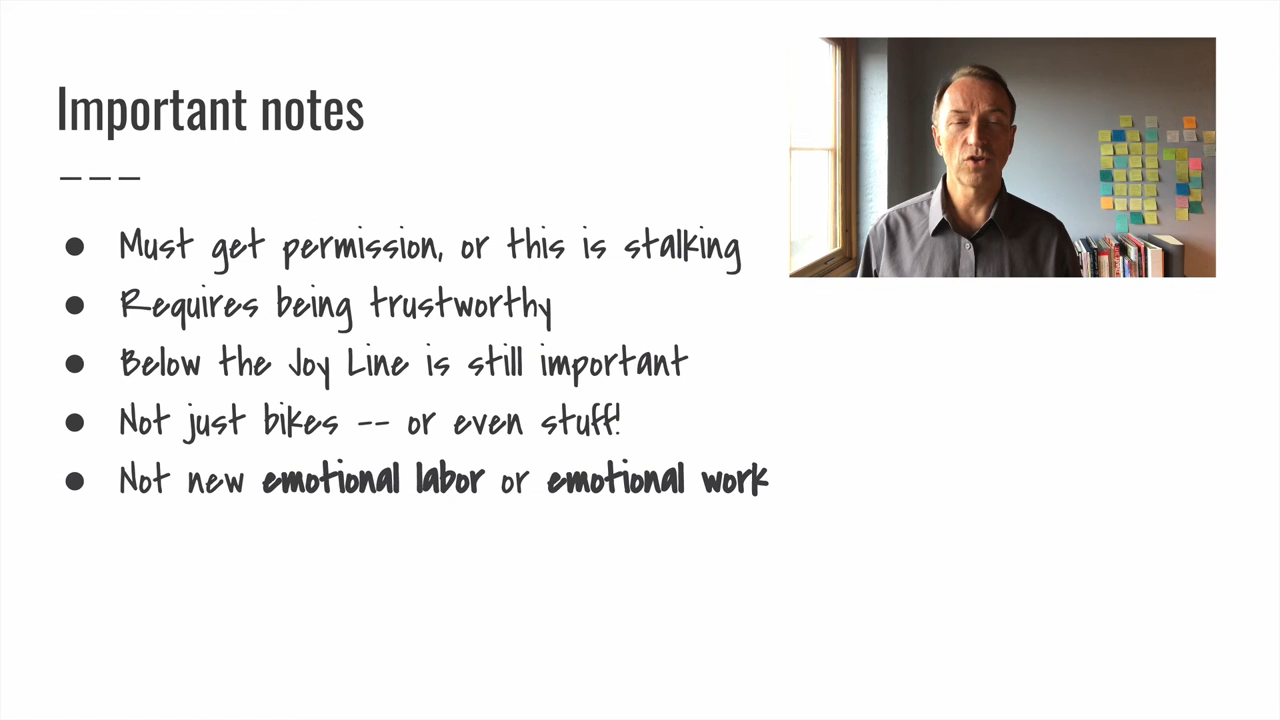 Important notes
---
● Must get permission, or this is stalking
● Requires being trustworthy
● Below the Joy Line is still important
● Not just bikes -- or even stuff!
● Not new emotional labor or emotional work